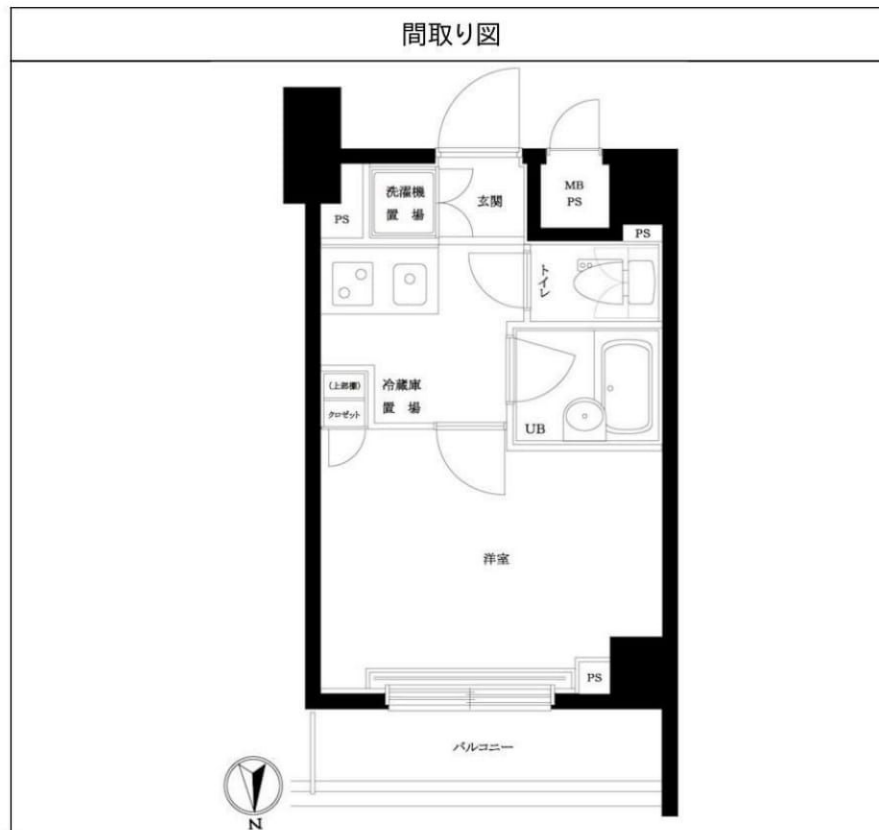 間取り図
洗濯機
置 場
玄関
MB
PS
PS
PS
トイレ
(上部棚)
クロゼット
冷蔵庫
置 場
UB
洋室
PS
バルコニー
N